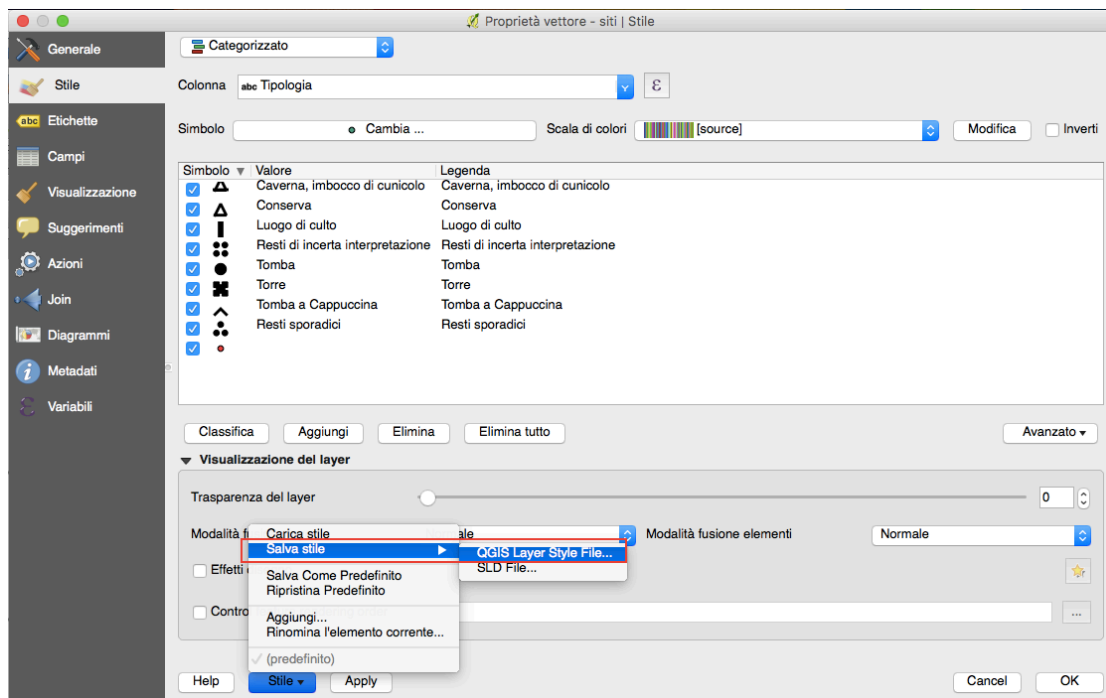 Proprietà vettore - siti | Stile
Generale
Stile
abc Etichette
Campi
Visualizzazione
Suggerimenti
Azioni
Join
Diagrammi
Metadati
Variabili
Categorizzato
Colonna abc Tipologia ε
Simbolo Cambia ... Scala di colori [source] Modifica Inverti
Simbolo Valore Legenda
Caverna, imbocco di cunicolo Caverna, imbocco di cunicolo
Conserva Conserva
Luogo di culto Luogo di culto
Resti di incerta interpretazione Resti di incerta interpretazione
Tomba Tomba
Torre Torre
Tomba a Cappuccina Tomba a Cappuccina
Resti sporadici Resti sporadici
Classifica Aggiungi Elimina Elimina tutto Avanzato
Visualizzazione del layer
Trasparenza del layer 0
Modalità f ale Modalità fusione elementi Normale
Effetti
Contro
Carica stile
Salva stile
QGIS Layer Style File...
SLD File...
Salva Come Predefinito
Ripristina Predefinito
Aggiungi...
Rinomina l'elemento corrente...
(predefinito)
...
Help Stile Apply Cancel OK